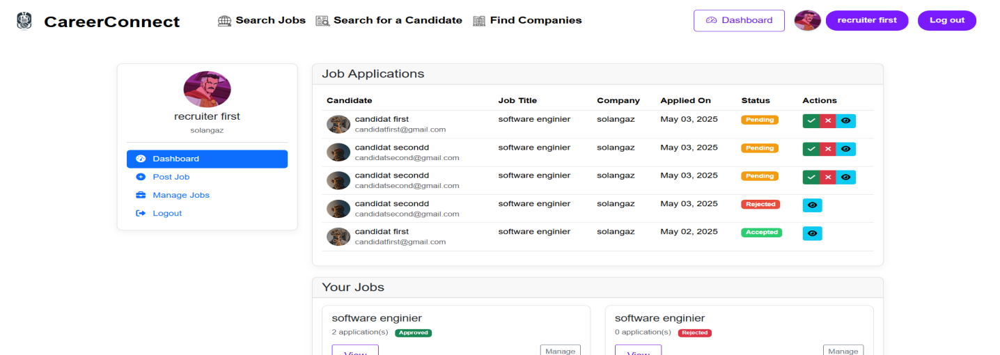 CareerConnect Search Jobs Search for a Candidate Find Companies Dashboard recruiter first Log out
recruiter first
solangaz
Dashboard
Post Job
Manage Jobs
Logout
Job Applications
Candidate Job Title Company Applied On Status Actions
candidat first software enginier solangaz May 03, 2025 Pending
candidatfirst@gmail.com
candidat secondd software enginier solangaz May 03, 2025 Pending
candidatsecond@gmail.com
candidat secondd software enginier solangaz May 03, 2025 Pending
candidatsecond@gmail.com
candidat secondd software enginier solangaz May 03, 2025 Rejected
candidatsecond@gmail.com
candidat first software enginier solangaz May 02, 2025 Accepted
candidatfirst@gmail.com
Your Jobs
software enginier
2 application(s) Approved
View Manage
software enginier
0 application(s) Rejected
View Manage